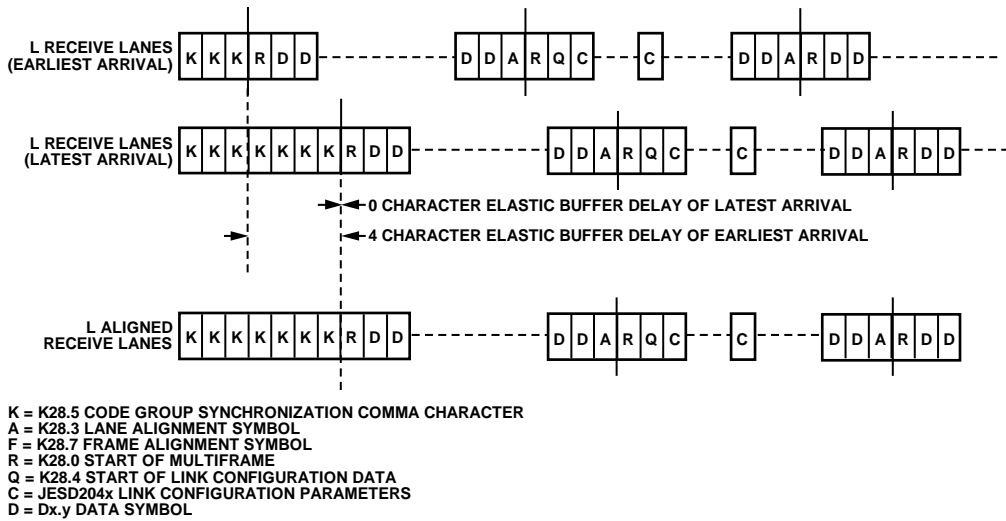 L RECEIVE LANES
(EARLIEST ARRIVAL)
K K K R D D
D D A R Q C
C
D D A R D D
L RECEIVE LANES
(LATEST ARRIVAL)
K K K K K K K R D D
D D A R Q C
C
D D A R D D
0 CHARACTER ELASTIC BUFFER DELAY OF LATEST ARRIVAL
4 CHARACTER ELASTIC BUFFER DELAY OF EARLIEST ARRIVAL
L ALIGNED
RECEIVE LANES
K K K K K K K R D D
D D A R Q C
C
D D A R D D
K = K28.5 CODE GROUP SYNCHRONIZATION COMMA CHARACTER
A = K28.3 LANE ALIGNMENT SYMBOL
F = K28.7 FRAME ALIGNMENT SYMBOL
R = K28.0 START OF MULTIFRAME
Q = K28.4 START OF LINK CONFIGURATION DATA
C = JESD204x LINK CONFIGURATION PARAMETERS
D = Dx.y DATA SYMBOL